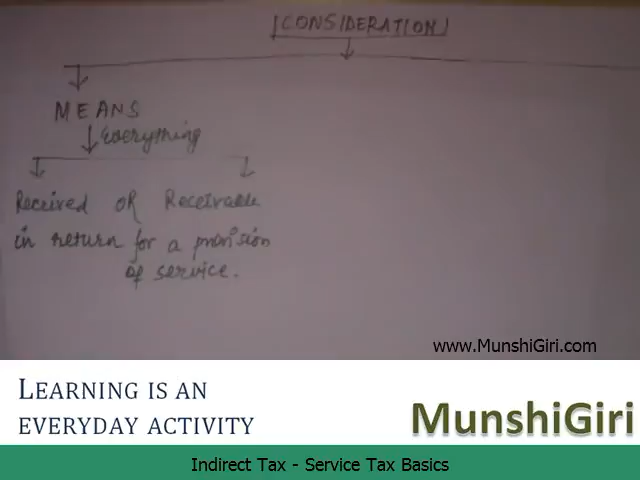 [CONSIDERATION]
MEANS
Everything
Received OR Receivable
in return for a provision
of service.
www.MunshiGiri.com
LEARNING IS AN
EVERYDAY ACTIVITY
MunshiGiri
Indirect Tax - Service Tax Basics